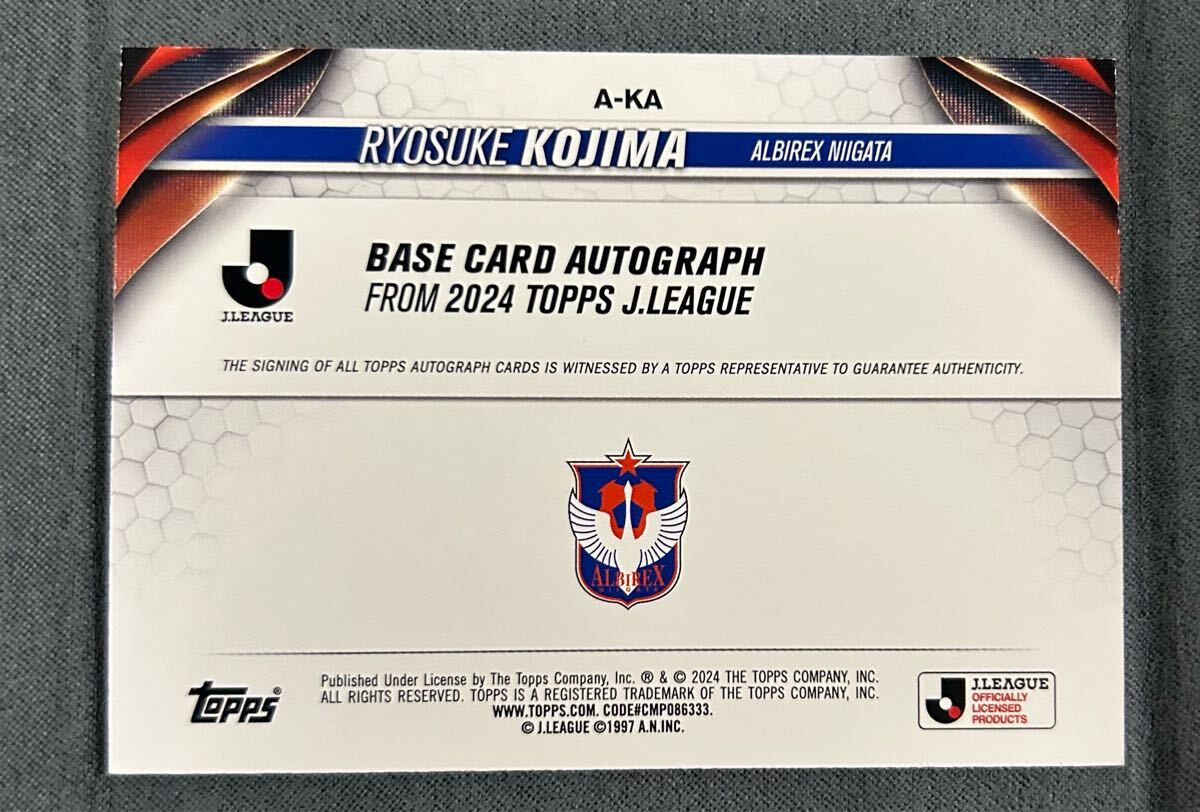 A-KA
RYOSUKE KOJIMA ALBIREX NIIGATA
BASE CARD AUTOGRAPH
FROM 2024 TOPPS J.LEAGUE
J.LEAGUE
THE SIGNING OF ALL TOPPS AUTOGRAPH CARDS IS WITNESSED BY A TOPPS REPRESENTATIVE TO GUARANTEE AUTHENTICITY.
ALBIREX
NIIGATA
topps®
Published Under License by The Topps Company, Inc. ® & © 2024 THE TOPPS COMPANY, INC.
ALL RIGHTS RESERVED. TOPPS IS A REGISTERED TRADEMARK OF THE TOPPS COMPANY, INC.
WWW.TOPPS.COM. CODE#CMP086333.
© J.LEAGUE ©1997 A.N.INC.
J.LEAGUE
OFFICIALLY
LICENSED
PRODUCTS